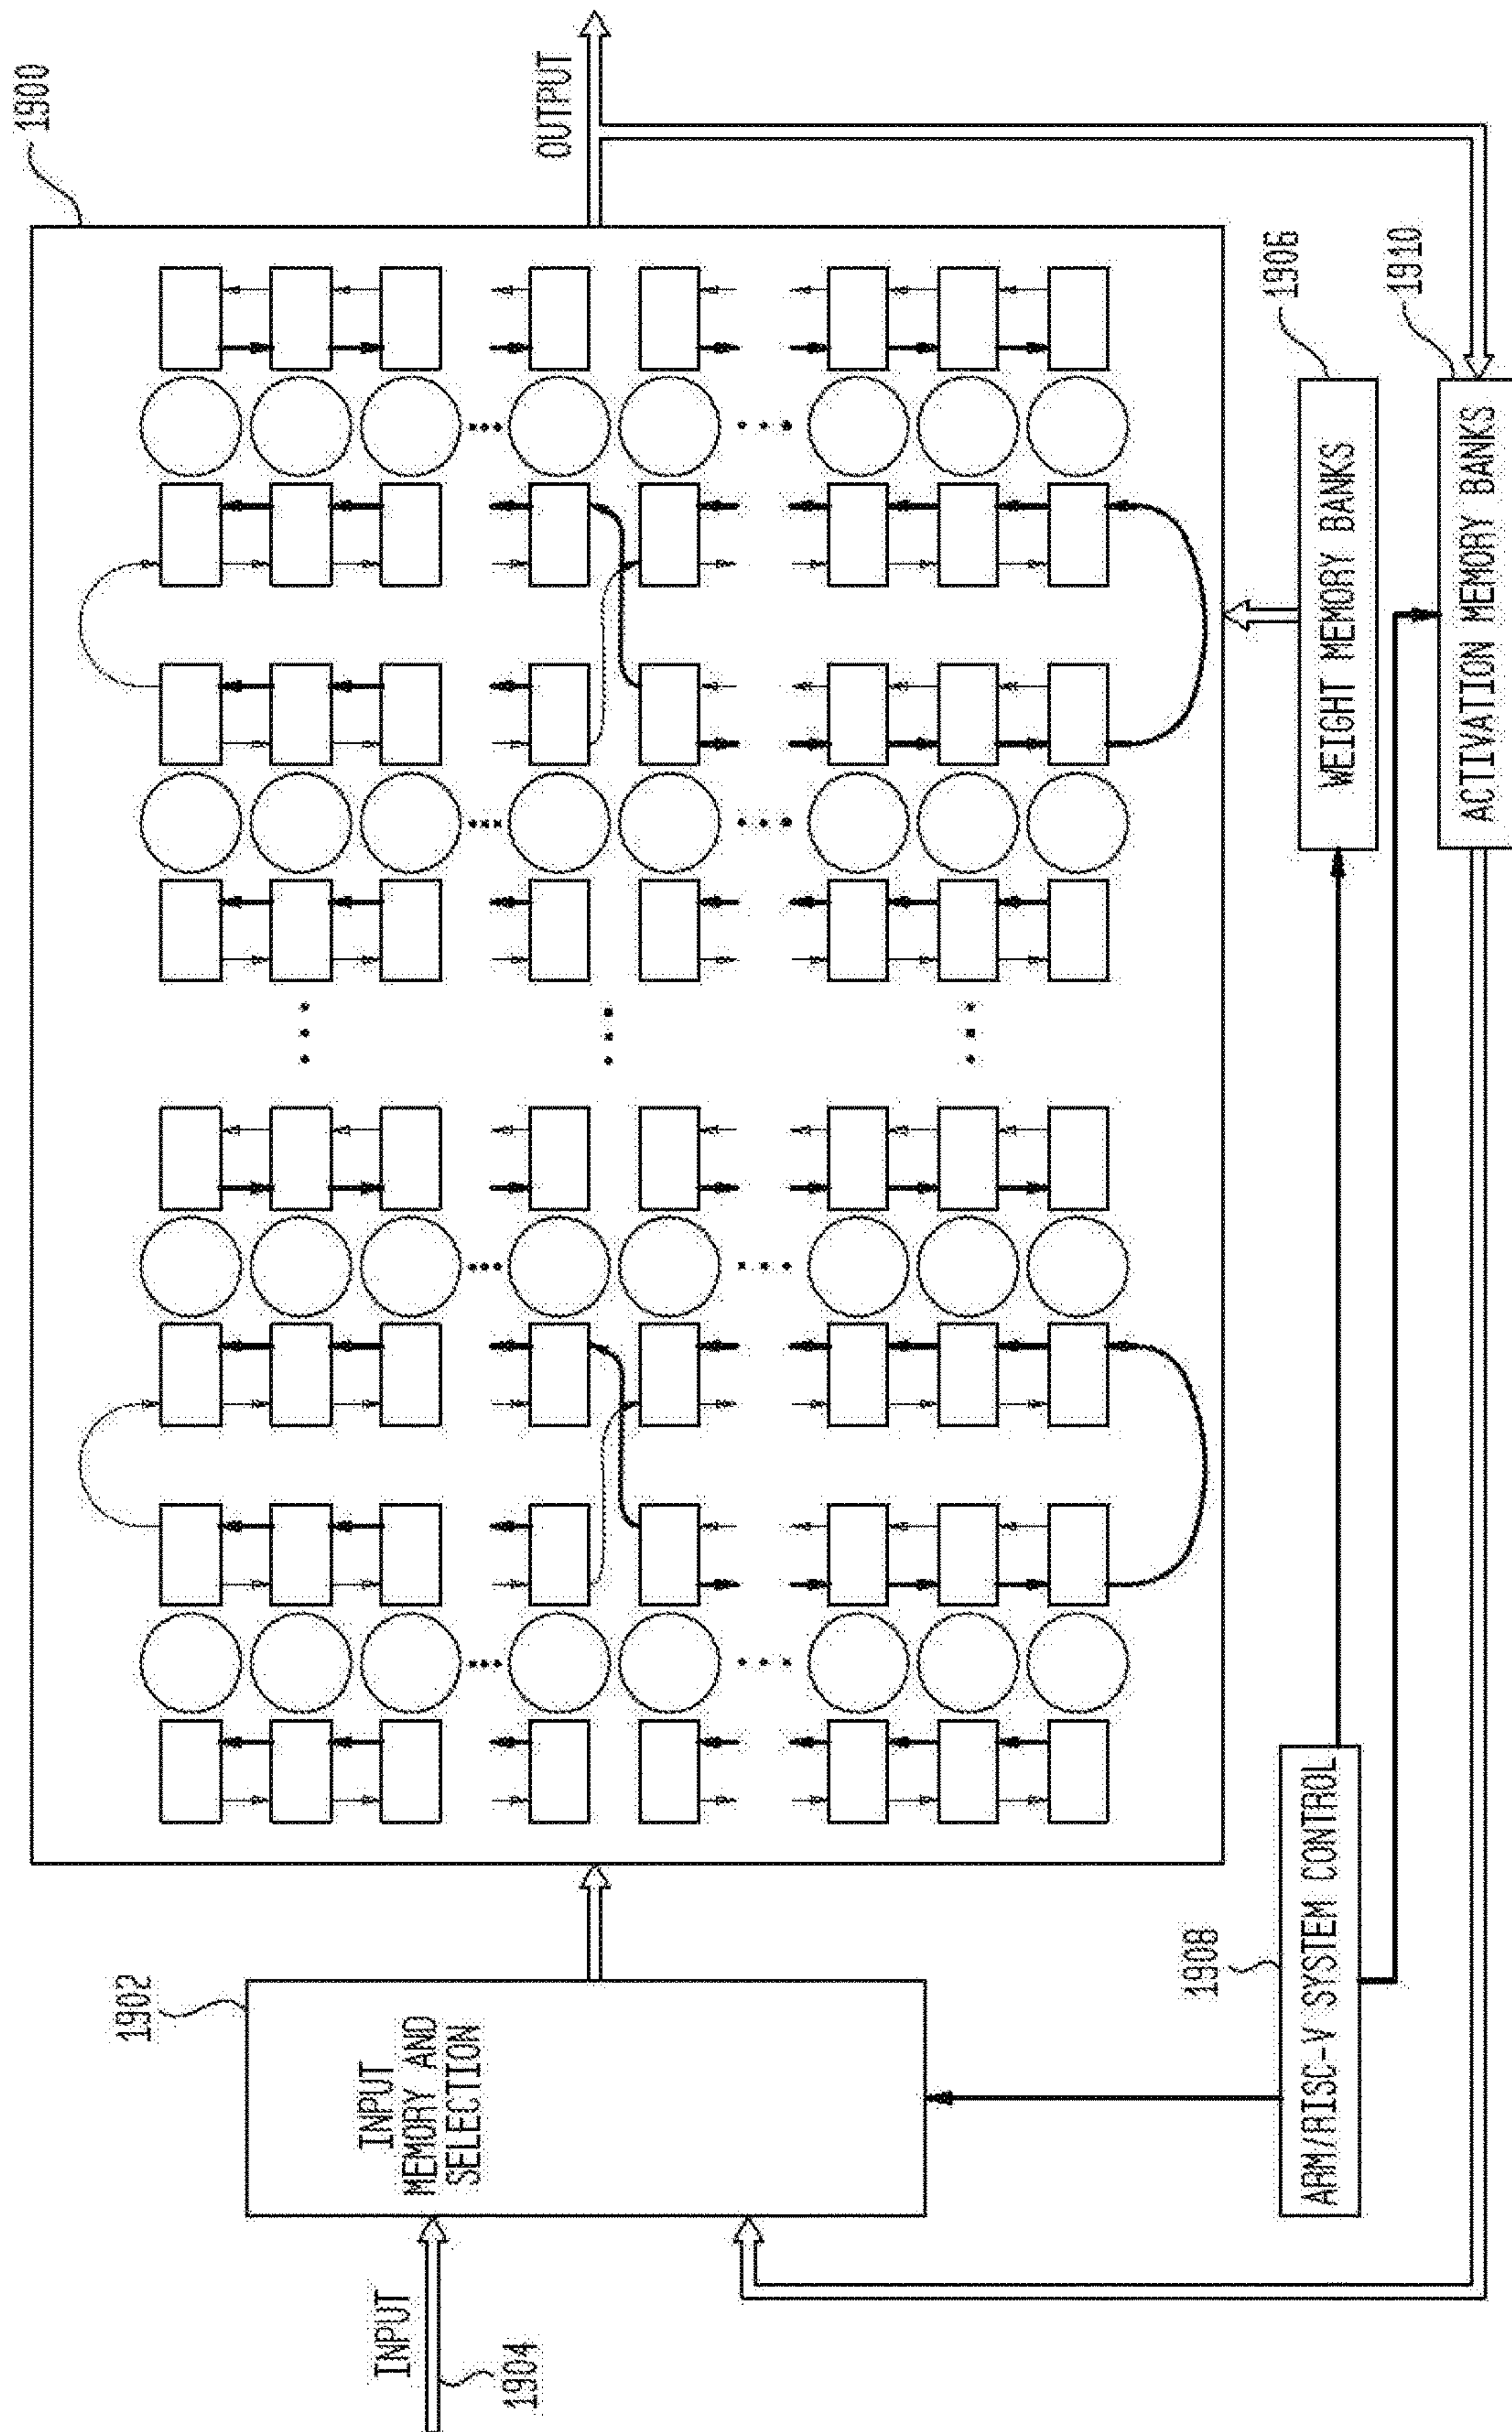 1900
OUTPUT
1902
INPUT
MEMORY AND
SELECTION
INPUT
1904
1906
WEIGHT MEMORY BANKS
1908
ARM/RISC-V SYSTEM CONTROL
1910
ACTIVATION MEMORY BANKS